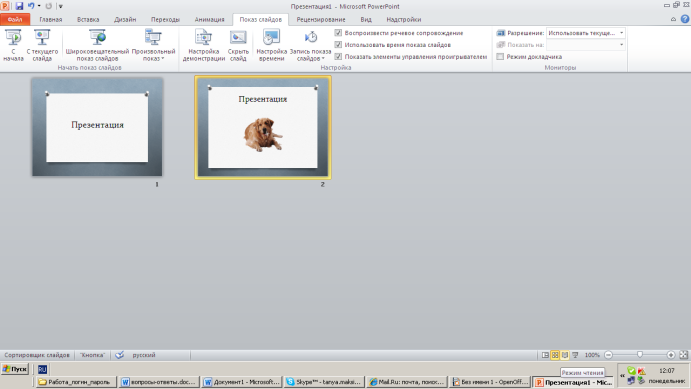 Презентация1 - Microsoft PowerPoint
Файл Главная Вставка Дизайн Переходы Анимация Показ слайдов Рецензирование Вид Надстройки
С начала
С текущего слайда
Широковещательный показ слайдов
Произвольный показ
Начать показ слайдов
Настройка демонстрации
Скрыть слайд
Настройка времени
Запись показа слайдов
Воспроизвести речевое сопровождение
Использовать время показа слайдов
Показать элементы управления проигрывателем
Настройка
Разрешение: Использовать текуще...
Показать на:
Режим докладчика
Мониторы
Презентация
1
Презентация
2
Сортировщик слайдов "Кнопка" русский 100%
Режим чтения
Пуск RU Работа_логин_пароль вопросы-ответы.doc... Документ1 - Microsoft... Skype™ - tanya.maks... Mail.Ru: почта, поиск... Без имени 1 - OpenOff... Презентация1 - Mic...
12:07
понедельник